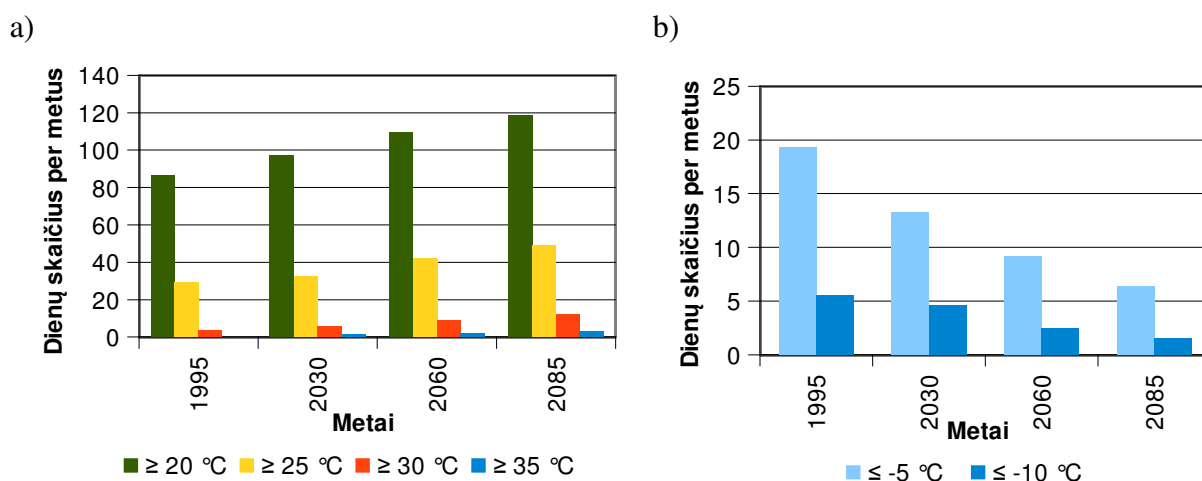 a)
Dienų skaičius per metus
140
120
100
80
60
40
20
0
1995
2030
2060
2085
Metai
≥ 20 °C ≥ 25 °C ≥ 30 °C ≥ 35 °C
b)
Dienų skaičius per metus
25
20
15
10
5
0
1995
2030
2060
2085
Metai
≤ -5 °C ≤ -10 °C